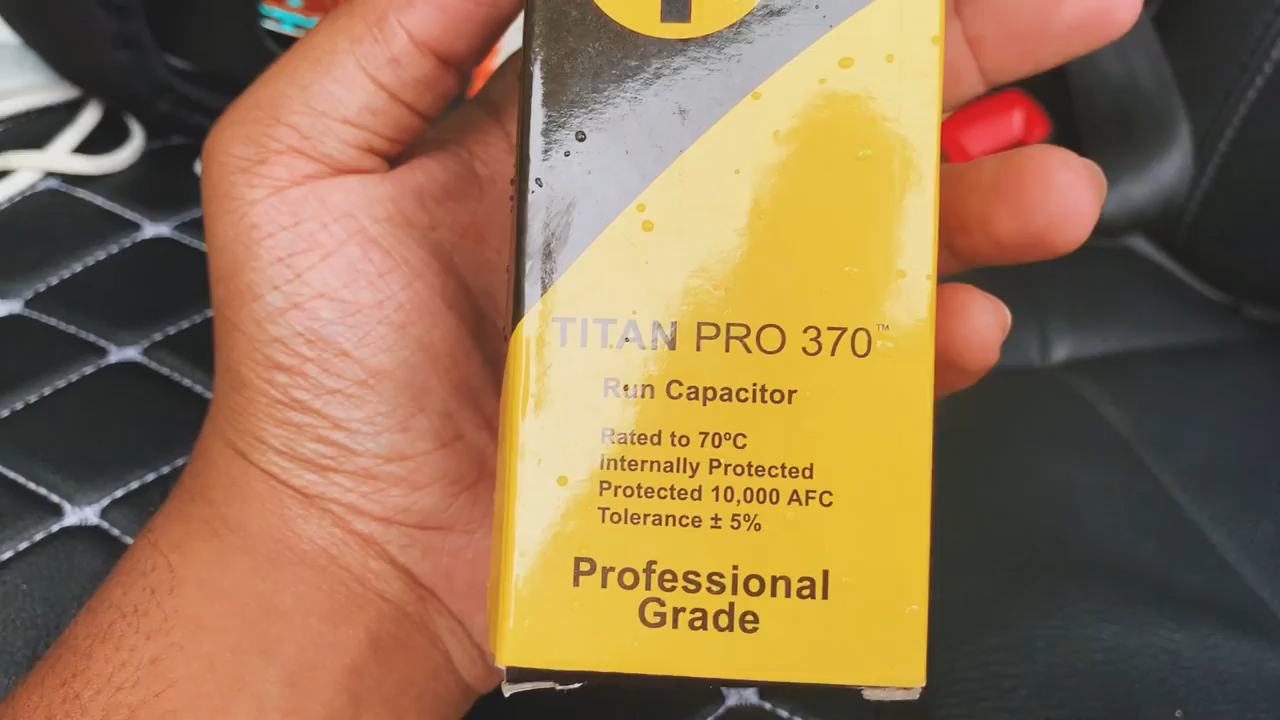 TITAN PRO 370™
Run Capacitor
Rated to 70ºC
Internally Protected
Protected 10,000 AFC
Tolerance ± 5%
Professional
Grade